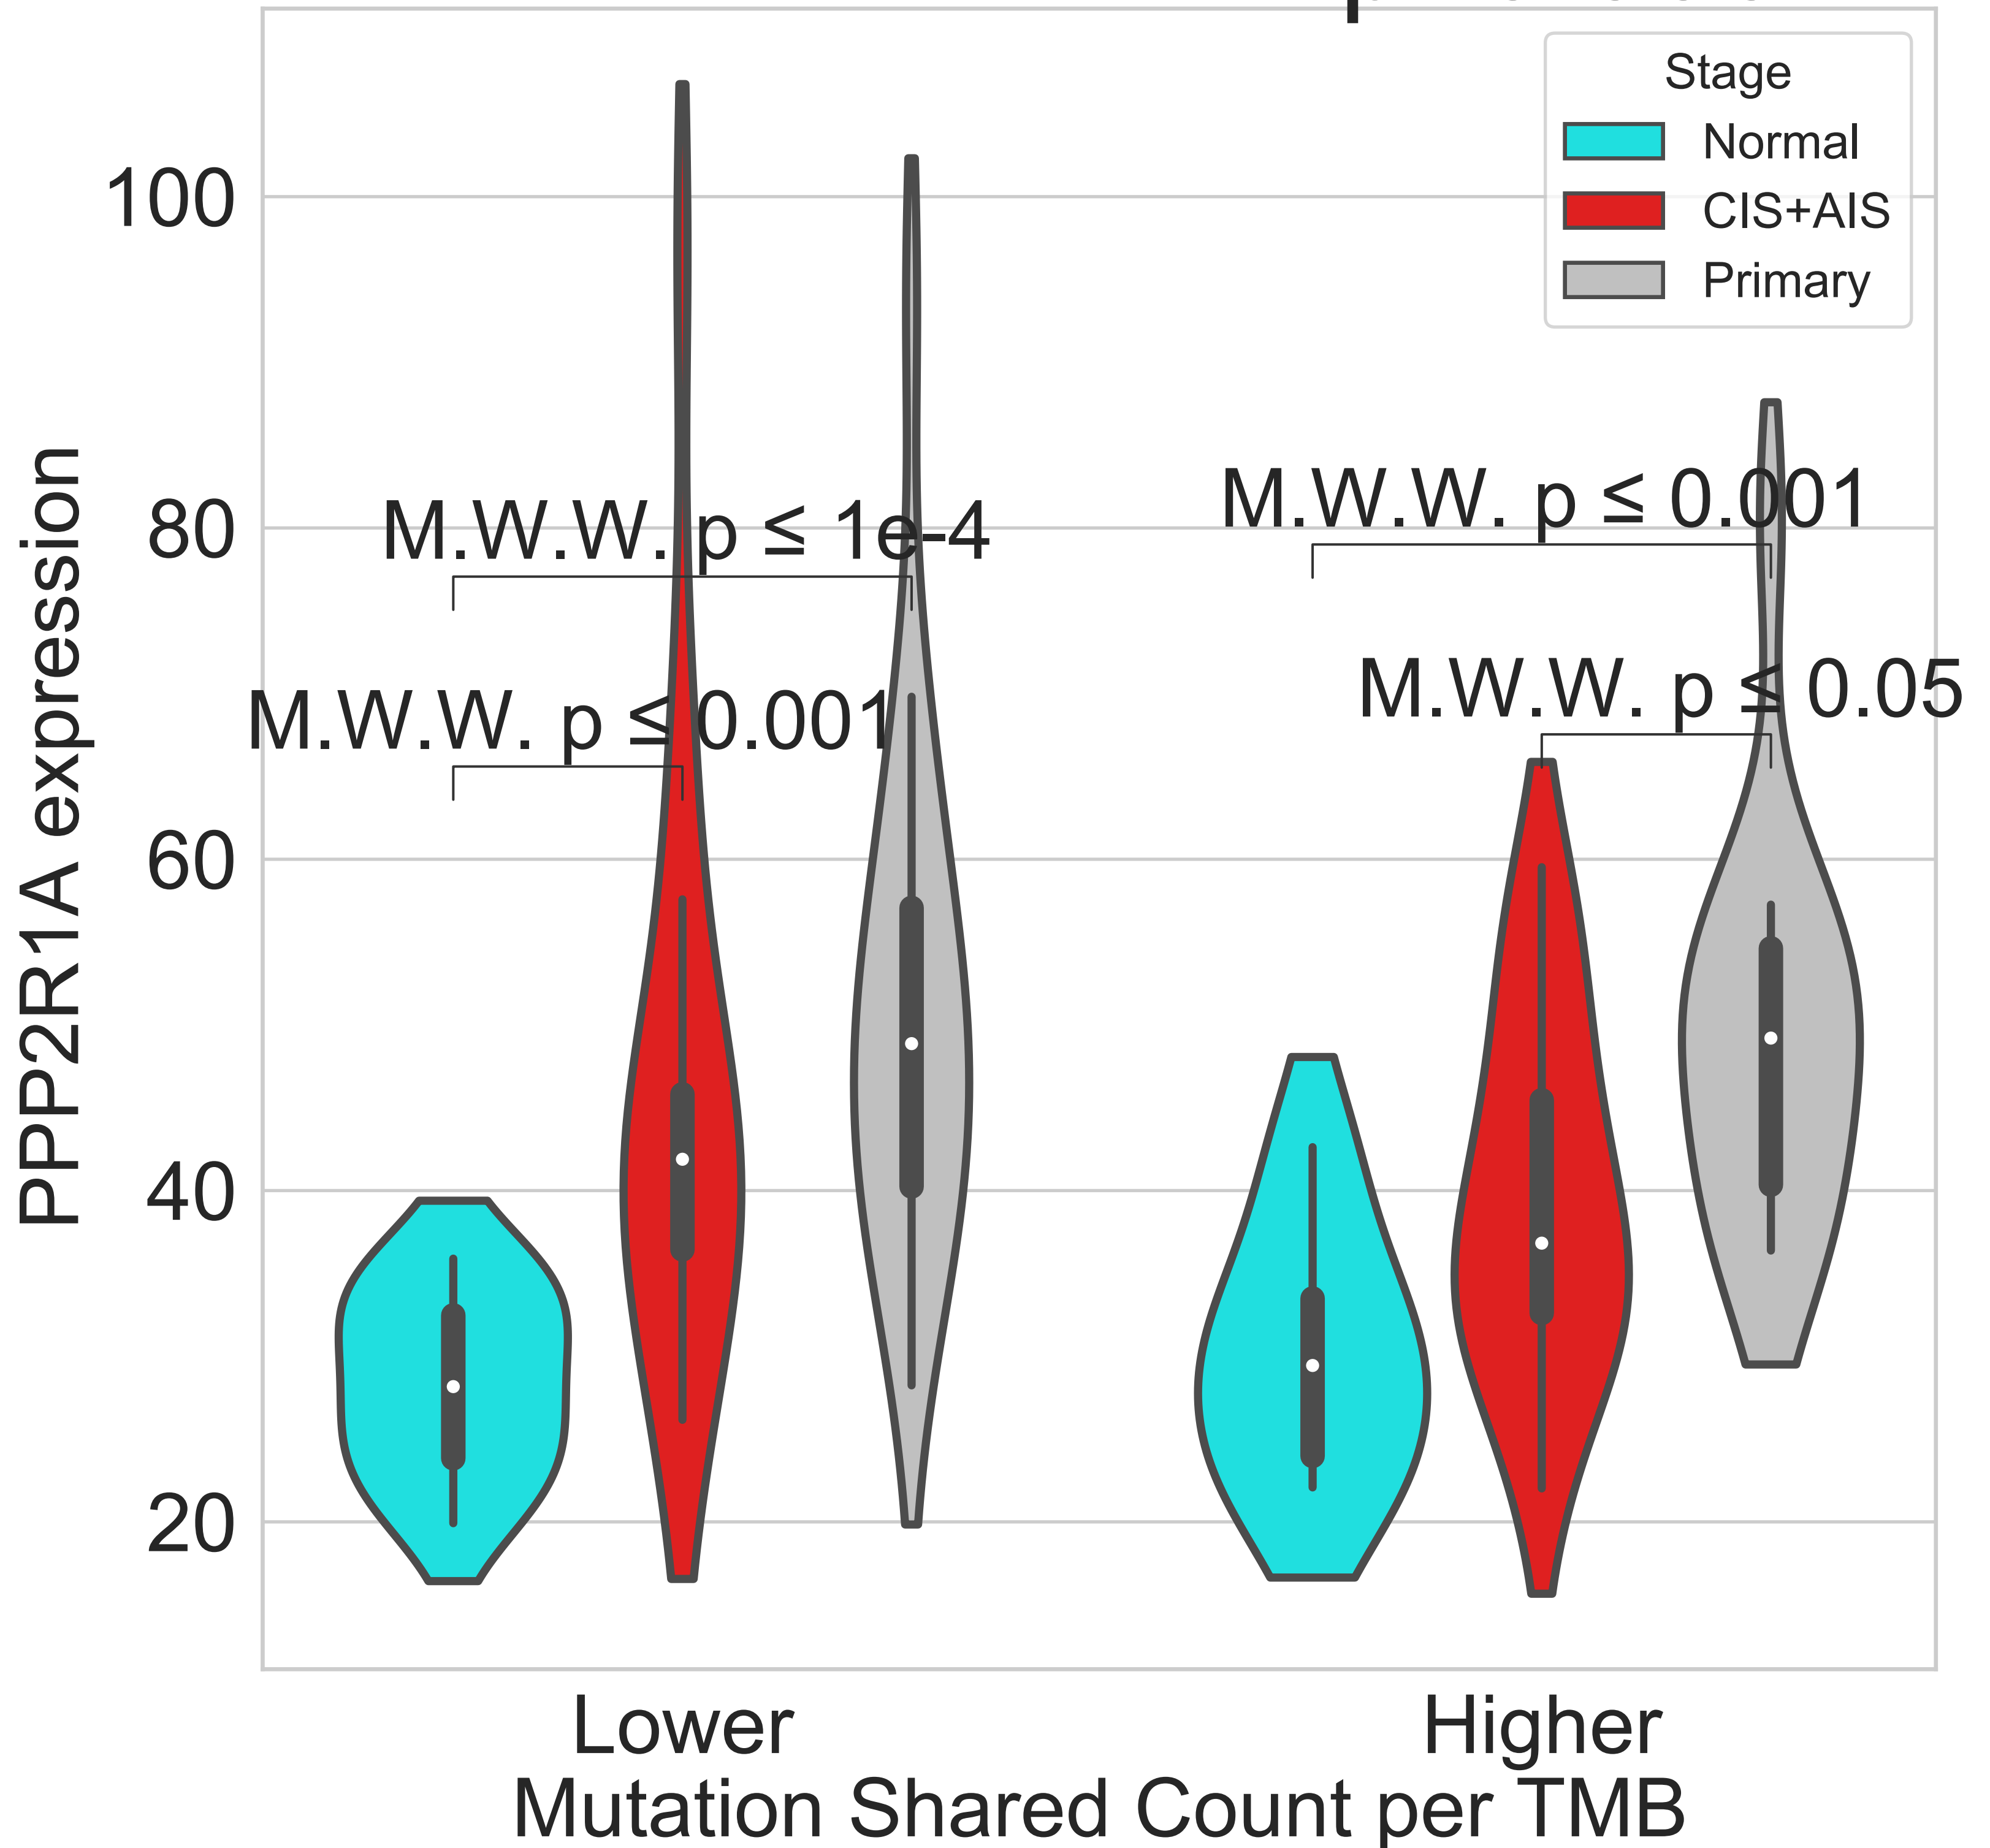 Stage
Normal
CIS+AIS
Primary
PPP2R1A expression
100
80
60
40
20
M.W.W. p ≤ 1e-4
M.W.W. p ≤ 0.001
M.W.W. p ≤ 0.001
M.W.W. p ≤ 0.05
Lower
Higher
Mutation Shared Count per TMB